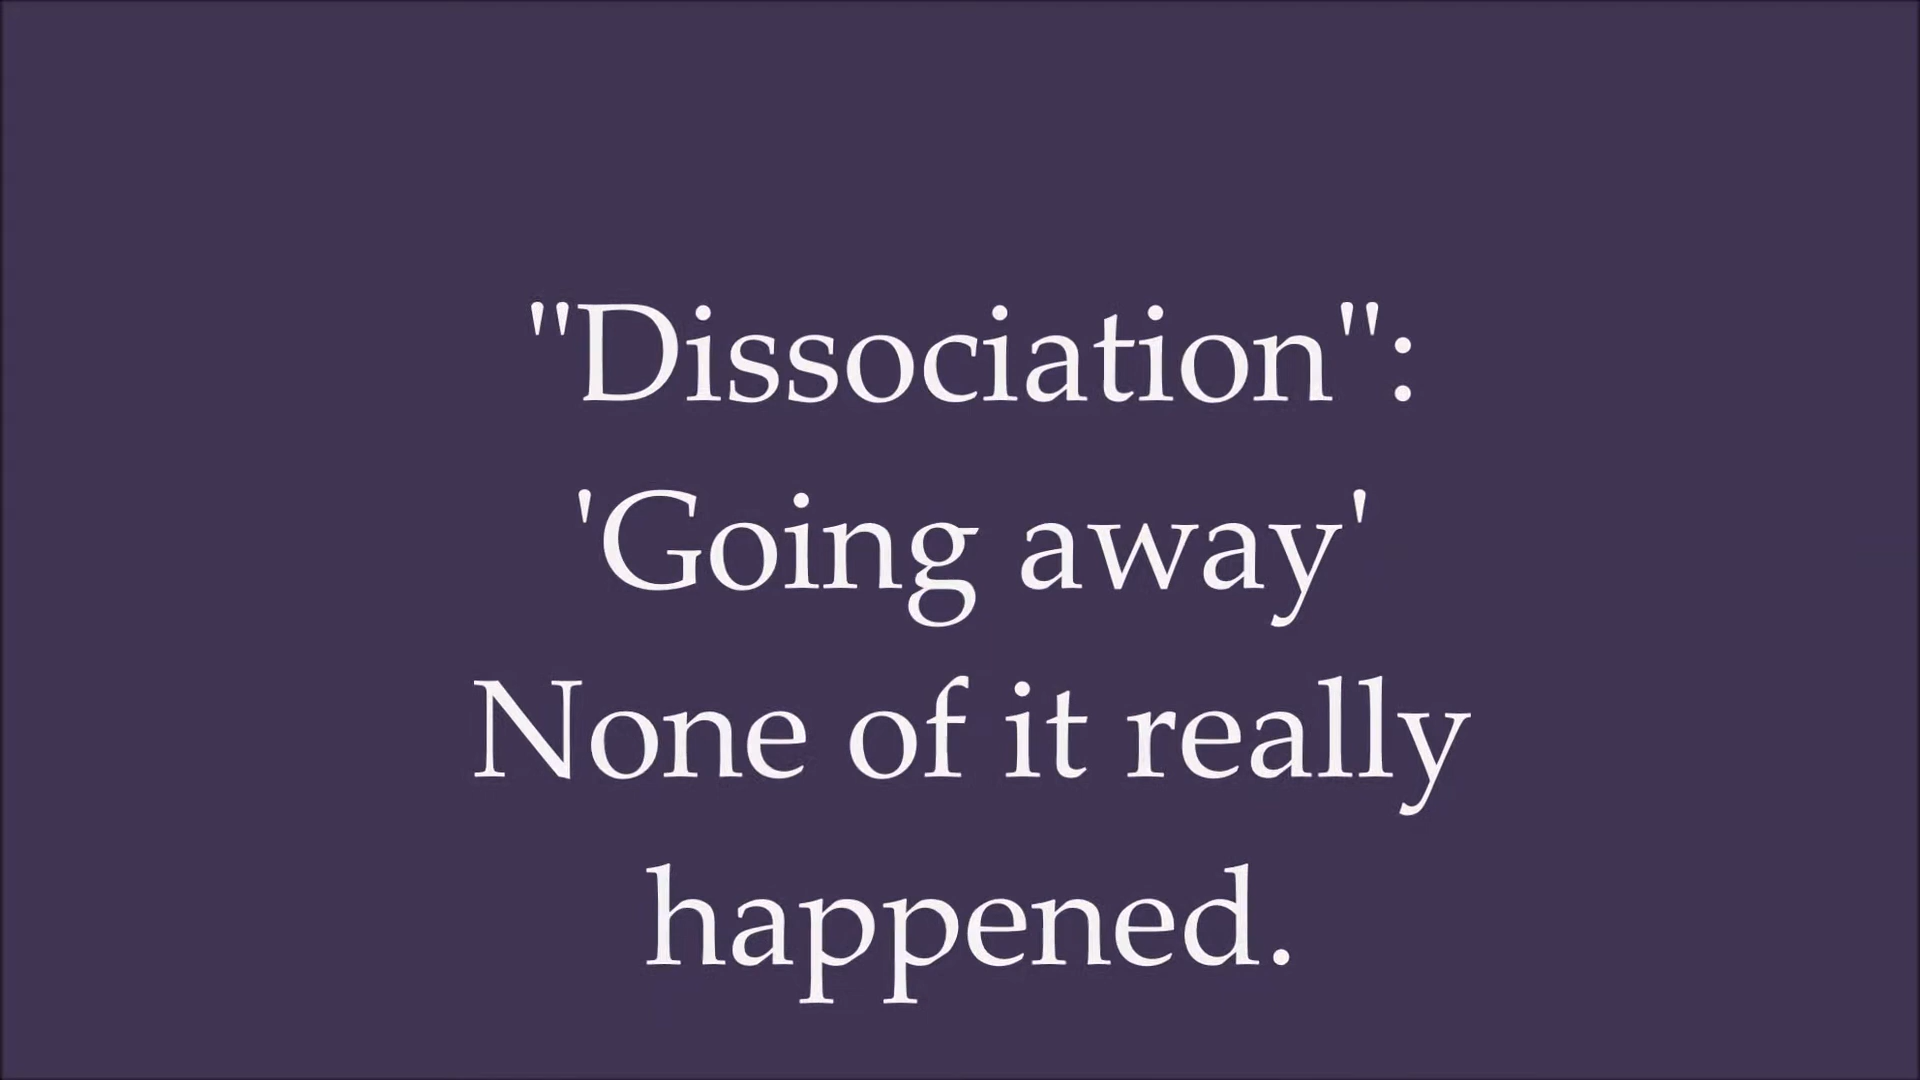 "Dissociation":
'Going away'
None of it really
happened.